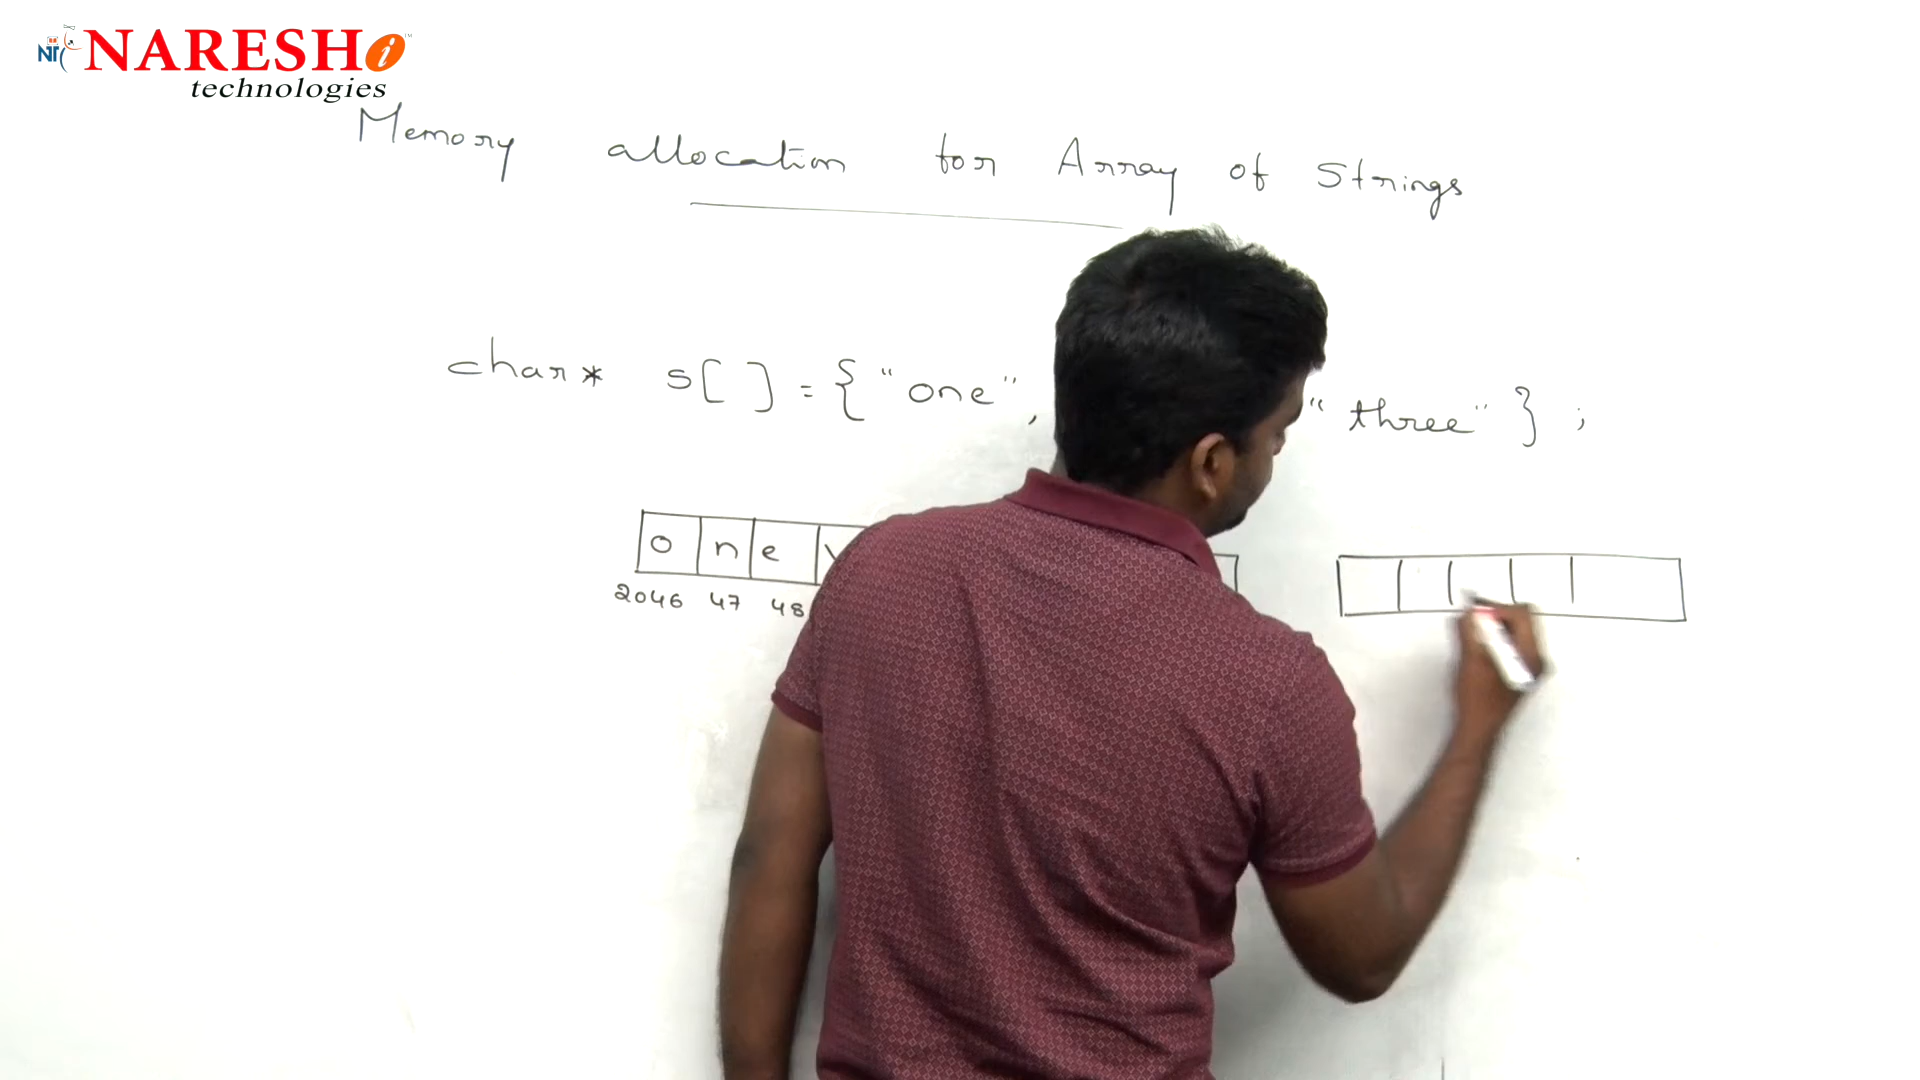 NARESH i
technologies
Memory allocation for Array of Strings
char* s[ ] = { "one", "three" } ;
o n e
2046 47 48